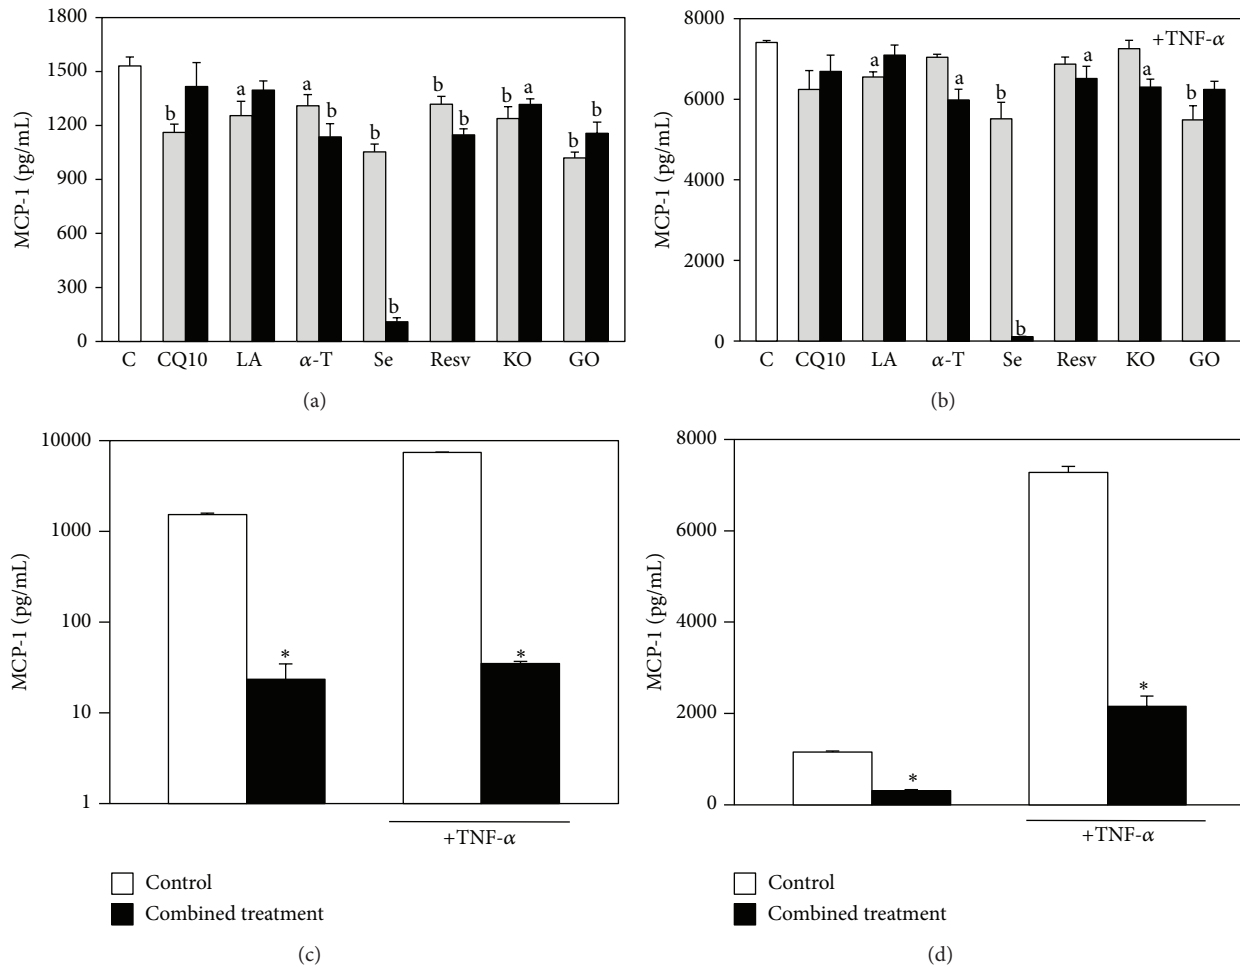 1800
1500
1200
900
600
300
0
MCP-1 (pg/mL)
b
a
a
b
b
b
b
b
b
a
b
b
C CQ10 LA α-T Se Resv KO GO
(a)
8000
6000
4000
2000
0
MCP-1 (pg/mL)
+TNF-α
a
a
b
b
a
a
b
C CQ10 LA α-T Se Resv KO GO
(b)
10000
1000
100
10
1
MCP-1 (pg/mL)
*
*
+TNF-α
Control
Combined treatment
(c)
8000
6000
4000
2000
0
MCP-1 (pg/mL)
*
*
+TNF-α
Control
Combined treatment
(d)